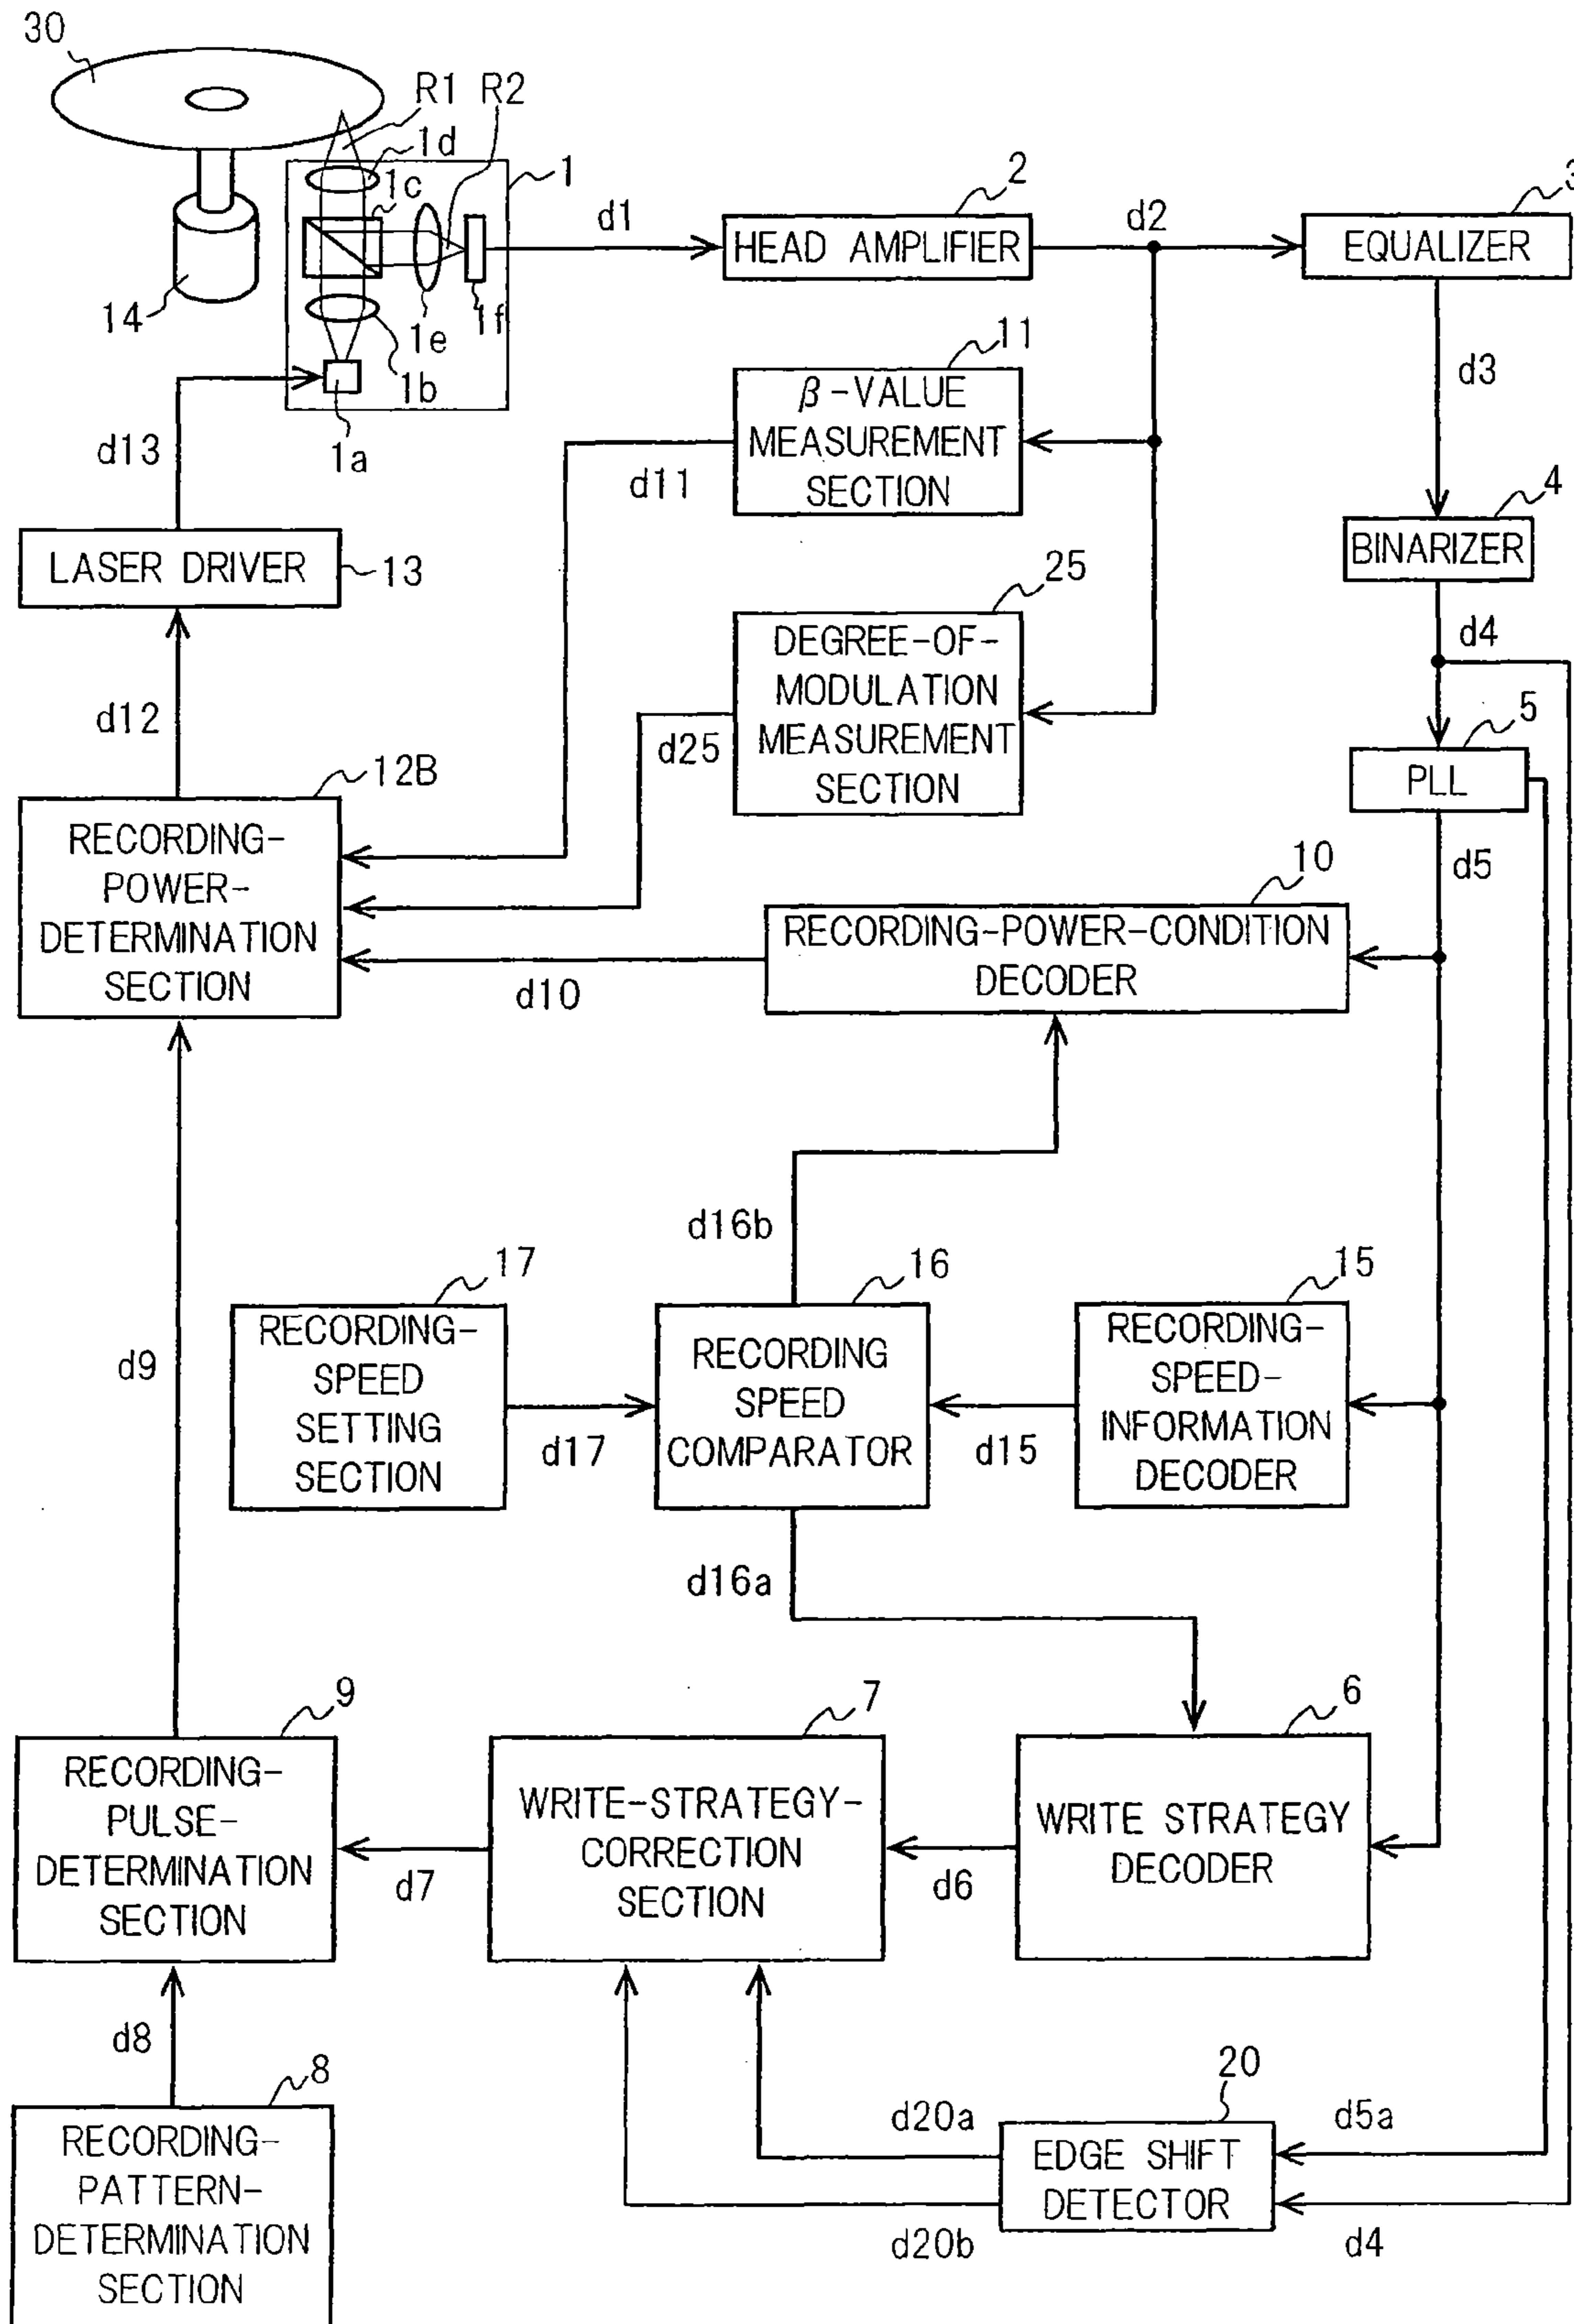 30
R1
R2
1d
1c
1
1e
1f
1b
1a
14
d1
2
HEAD AMPLIFIER
d2
3
EQUALIZER
d3
11
β-VALUE
MEASUREMENT
SECTION
d11
d13
4
BINARIZER
d4
LASER DRIVER
13
25
DEGREE-OF-
MODULATION
MEASUREMENT
SECTION
d25
d12
5
PLL
d5
12B
RECORDING-
POWER-
DETERMINATION
SECTION
10
RECORDING-POWER-CONDITION
DECODER
d10
d16b
17
RECORDING-
SPEED
SETTING
SECTION
d17
16
RECORDING
SPEED
COMPARATOR
d15
15
RECORDING-
SPEED-
INFORMATION
DECODER
d9
d16a
9
RECORDING-
PULSE-
DETERMINATION
SECTION
d7
7
WRITE-STRATEGY-
CORRECTION
SECTION
d6
6
WRITE STRATEGY
DECODER
d8
8
RECORDING-
PATTERN-
DETERMINATION
SECTION
d20a
d20b
20
EDGE SHIFT
DETECTOR
d5a
d4